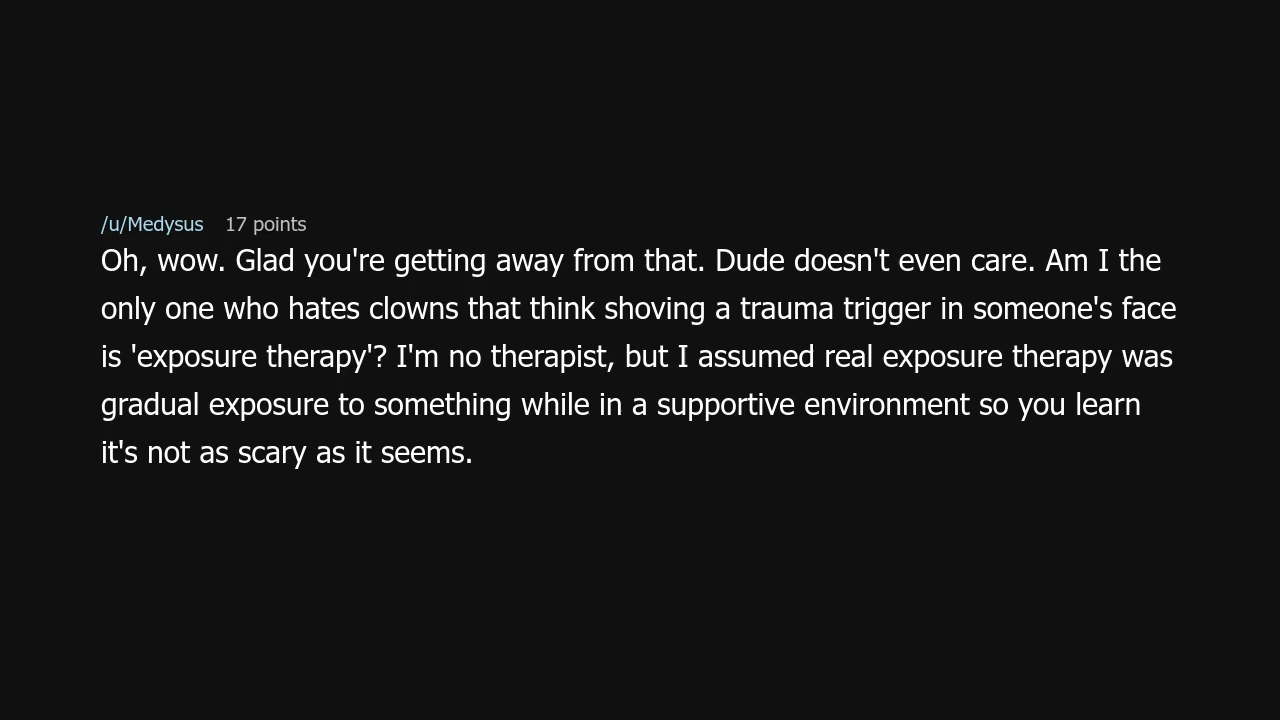 /u/Medysus 17 points
Oh, wow. Glad you're getting away from that. Dude doesn't even care. Am I the
only one who hates clowns that think shoving a trauma trigger in someone's face
is 'exposure therapy'? I'm no therapist, but I assumed real exposure therapy was
gradual exposure to something while in a supportive environment so you learn
it's not as scary as it seems.